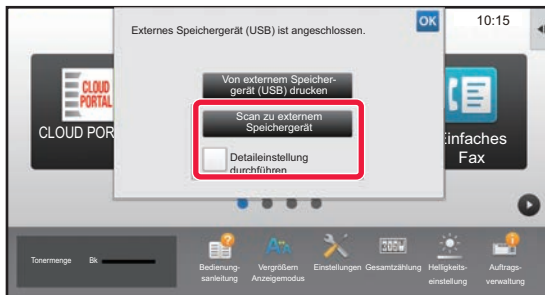 Externes Speichergerät (USB) ist angeschlossen.
OK
10:15
Von externem Speicher-
gerät (USB) drucken
Scan zu externem
Speichergerät
Detaileinstellung
durchführen
CLOUD
PORTAL
CLOUD POR
Einfaches
Fax
Tonermenge
Bk
Bedienung-
sanleitung
Vergrößern
Anzeigemodus
Einstellungen
Gesamtzählung
Helligkeits-
einstellung
Auftrags-
verwaltung